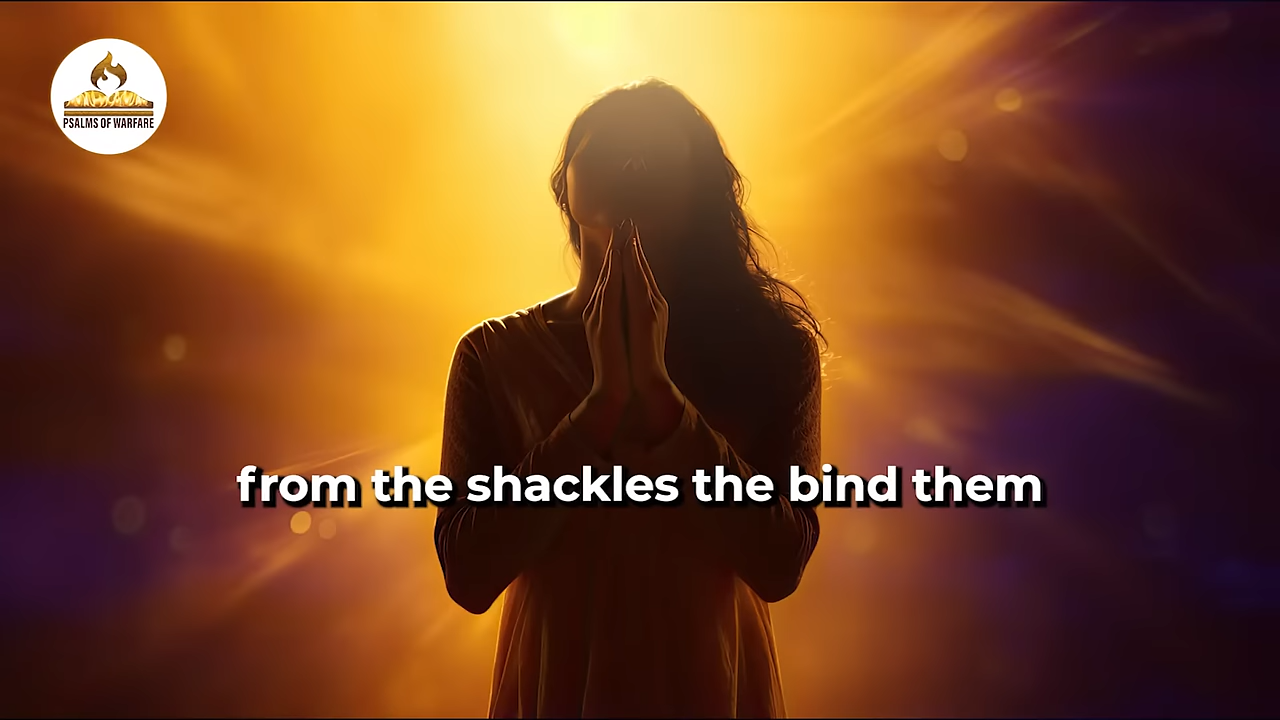 PSALMS OF WARFARE
from the shackles the bind them